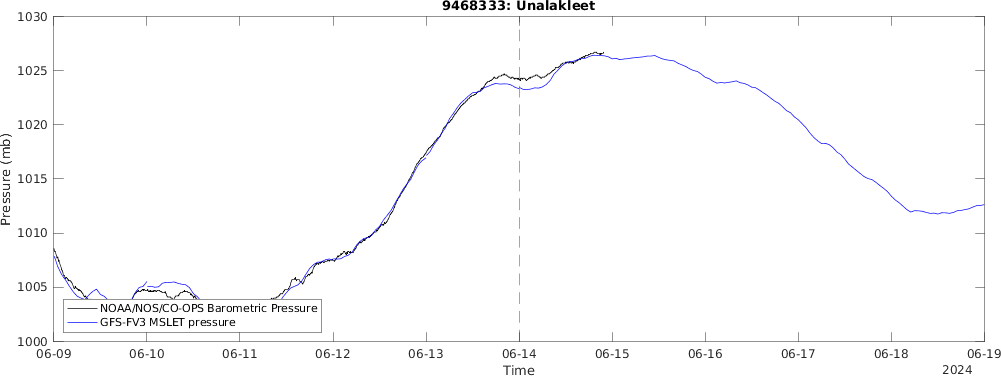 9468333: Unalakleet
1030
1025
1020
1015
1010
1005
1000
Pressure (mb)
NOAA/NOS/CO-OPS Barometric Pressure
GFS-FV3 MSLET pressure
06-09 06-10 06-11 06-12 06-13 06-14 06-15 06-16 06-17 06-18 06-19
Time
2024